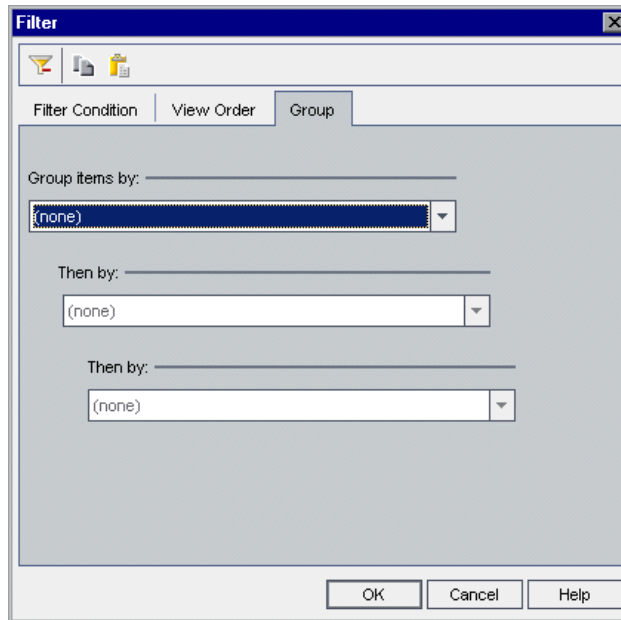 Filter
Filter Condition View Order Group
Group items by:
(none)
Then by:
(none)
Then by:
(none)
OK Cancel Help